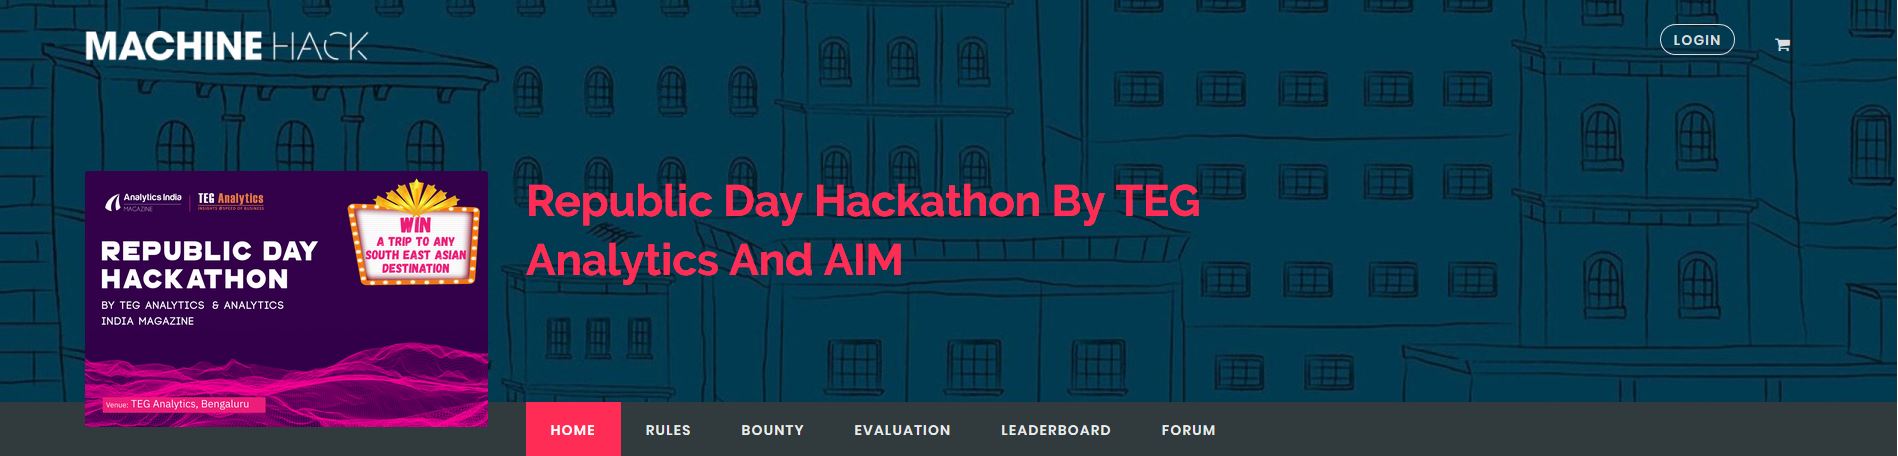 MACHINE HACK
LOGIN
Analytics India
MAGAZINE
TEG Analytics
INSIGHTS @SPEED OF BUSINESS
WIN
A TRIP TO ANY
SOUTH EAST ASIAN
DESTINATION
REPUBLIC DAY
HACKATHON
BY TEG ANALYTICS & ANALYTICS
INDIA MAGAZINE
Venue: TEG Analytics, Bengaluru
Republic Day Hackathon By TEG
Analytics And AIM
HOME RULES BOUNTY EVALUATION LEADERBOARD FORUM